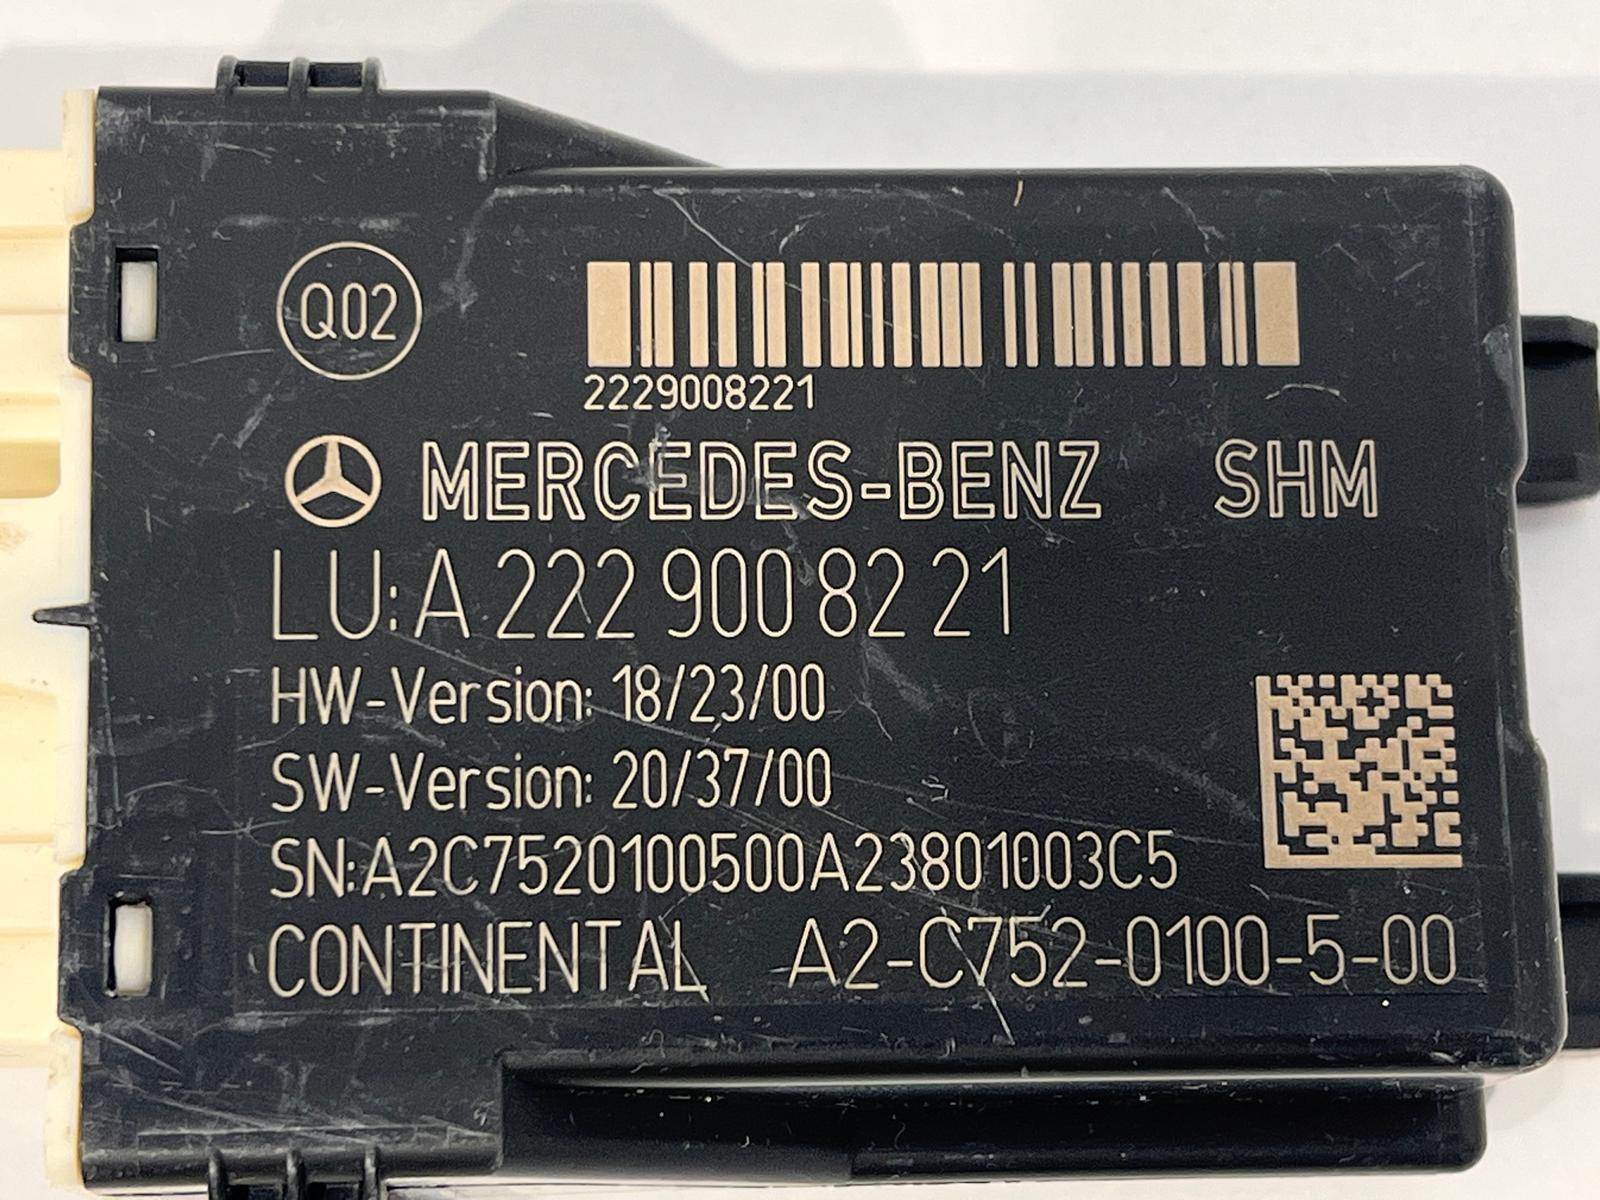 Q02
2229008221
MERCEDES-BENZ SHM
LU: A 222 900 82 21
HW-Version: 18/23/00
SW-Version: 20/37/00
SN:A2C7520100500A23801003C5
CONTINENTAL A2-C752-0100-5-00